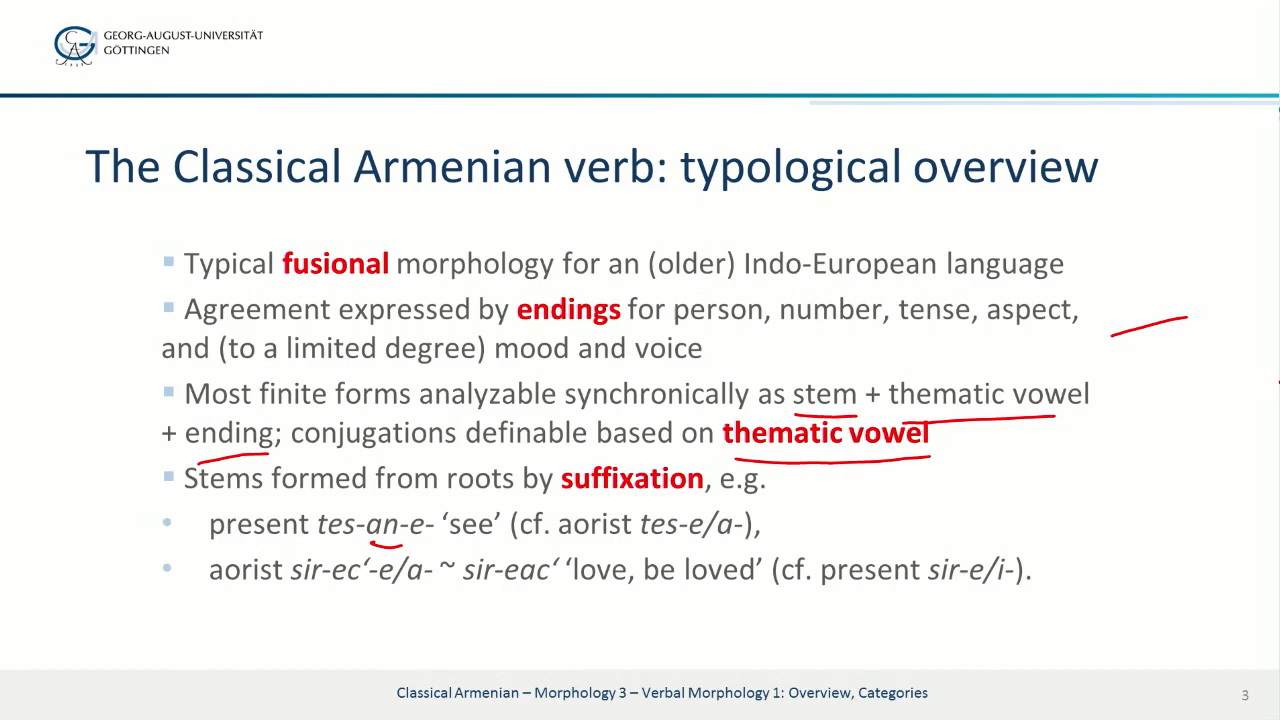 GEORG-AUGUST-UNIVERSITÄT
GÖTTINGEN
The Classical Armenian verb: typological overview
▪ Typical fusional morphology for an (older) Indo-European language
▪ Agreement expressed by endings for person, number, tense, aspect,
and (to a limited degree) mood and voice
▪ Most finite forms analyzable synchronically as stem + thematic vowel
+ ending; conjugations definable based on thematic vowel
▪ Stems formed from roots by suffixation, e.g.
• present tes-an-e- ‘see’ (cf. aorist tes-e/a-),
• aorist sir-ec‘-e/a- ~ sir-eac‘ ‘love, be loved’ (cf. present sir-e/i-).
Classical Armenian – Morphology 3 – Verbal Morphology 1: Overview, Categories
3